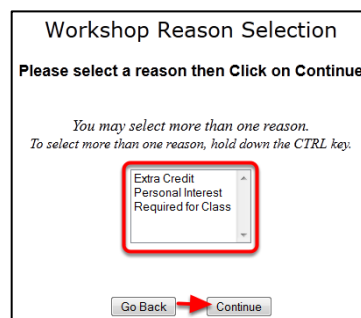 Workshop Reason Selection
Please select a reason then Click on Continue
You may select more than one reason.
To select more than one reason, hold down the CTRL key.
Extra Credit
Personal Interest
Required for Class
Go Back Continue